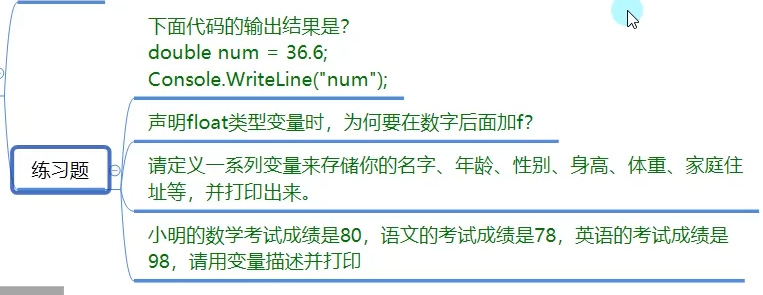 下面代码的输出结果是?
double num = 36.6;
Console.WriteLine("num");
声明float类型变量时，为何要在数字后面加f?
练习题
请定义一系列变量来存储你的名字、年龄、性别、身高、体重、家庭住
址等，并打印出来。
小明的数学考试成绩是80，语文的考试成绩是78，英语的考试成绩是
98，请用变量描述并打印